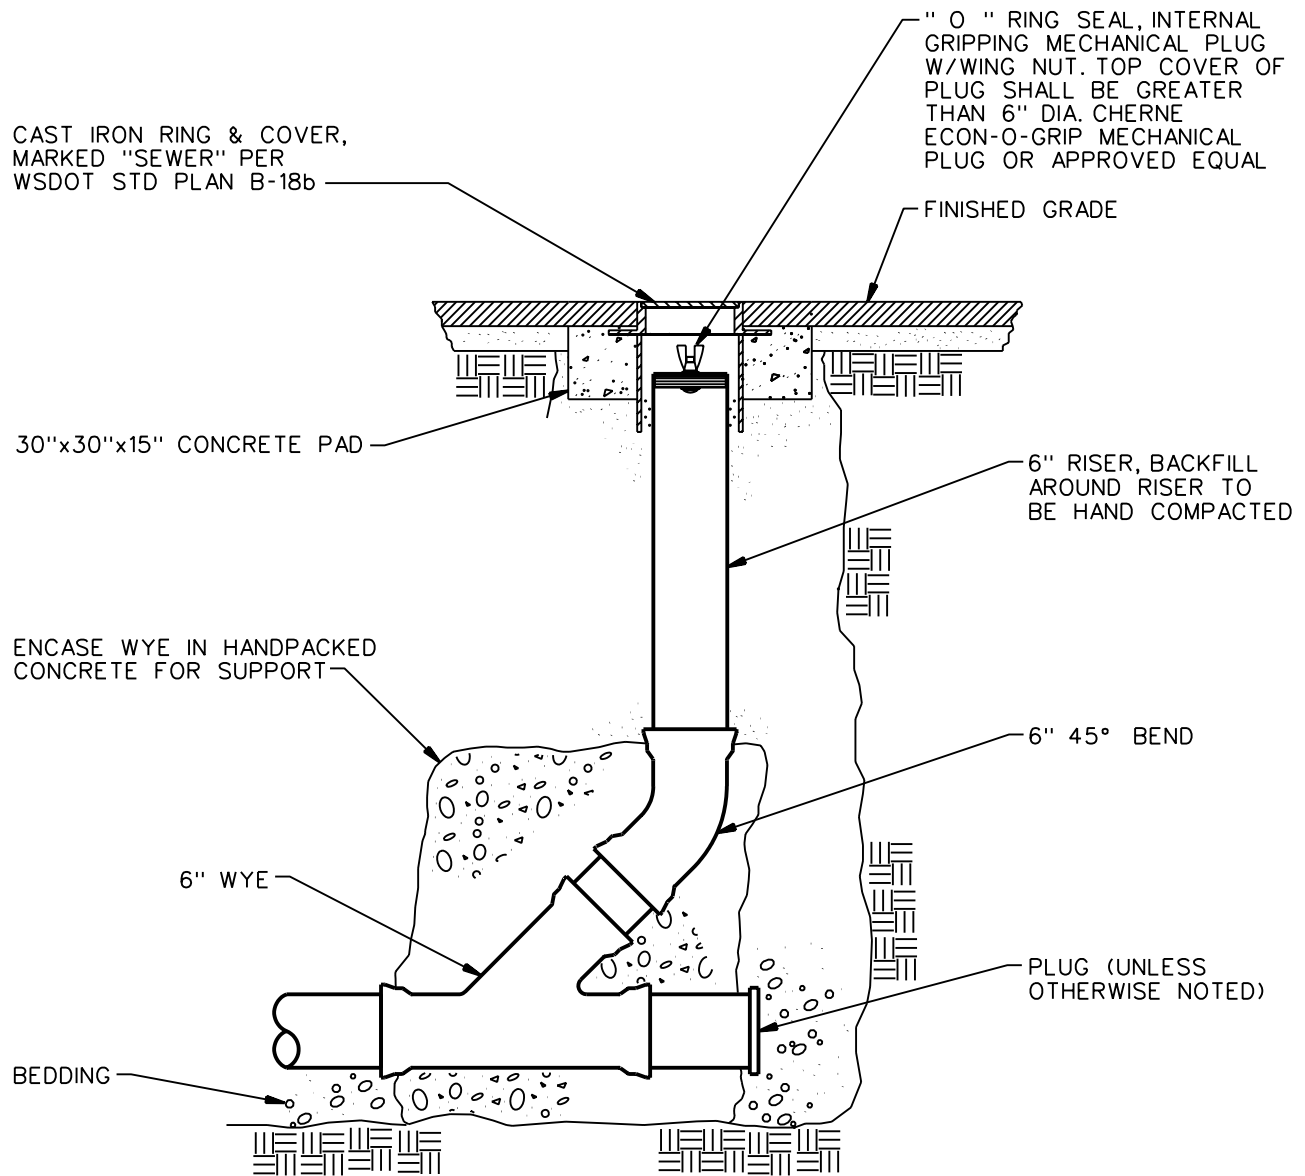 " O " RING SEAL, INTERNAL
GRIPPING MECHANICAL PLUG
W/WING NUT. TOP COVER OF
PLUG SHALL BE GREATER
THAN 6" DIA. CHERNE
ECON-O-GRIP MECHANICAL
PLUG OR APPROVED EQUAL
CAST IRON RING & COVER,
MARKED "SEWER" PER
WSDOT STD PLAN B-18b
FINISHED GRADE
30"x30"x15" CONCRETE PAD
6" RISER, BACKFILL
AROUND RISER TO
BE HAND COMPACTED
ENCASE WYE IN HANDPACKED
CONCRETE FOR SUPPORT
6" 45° BEND
6" WYE
PLUG (UNLESS
OTHERWISE NOTED)
BEDDING